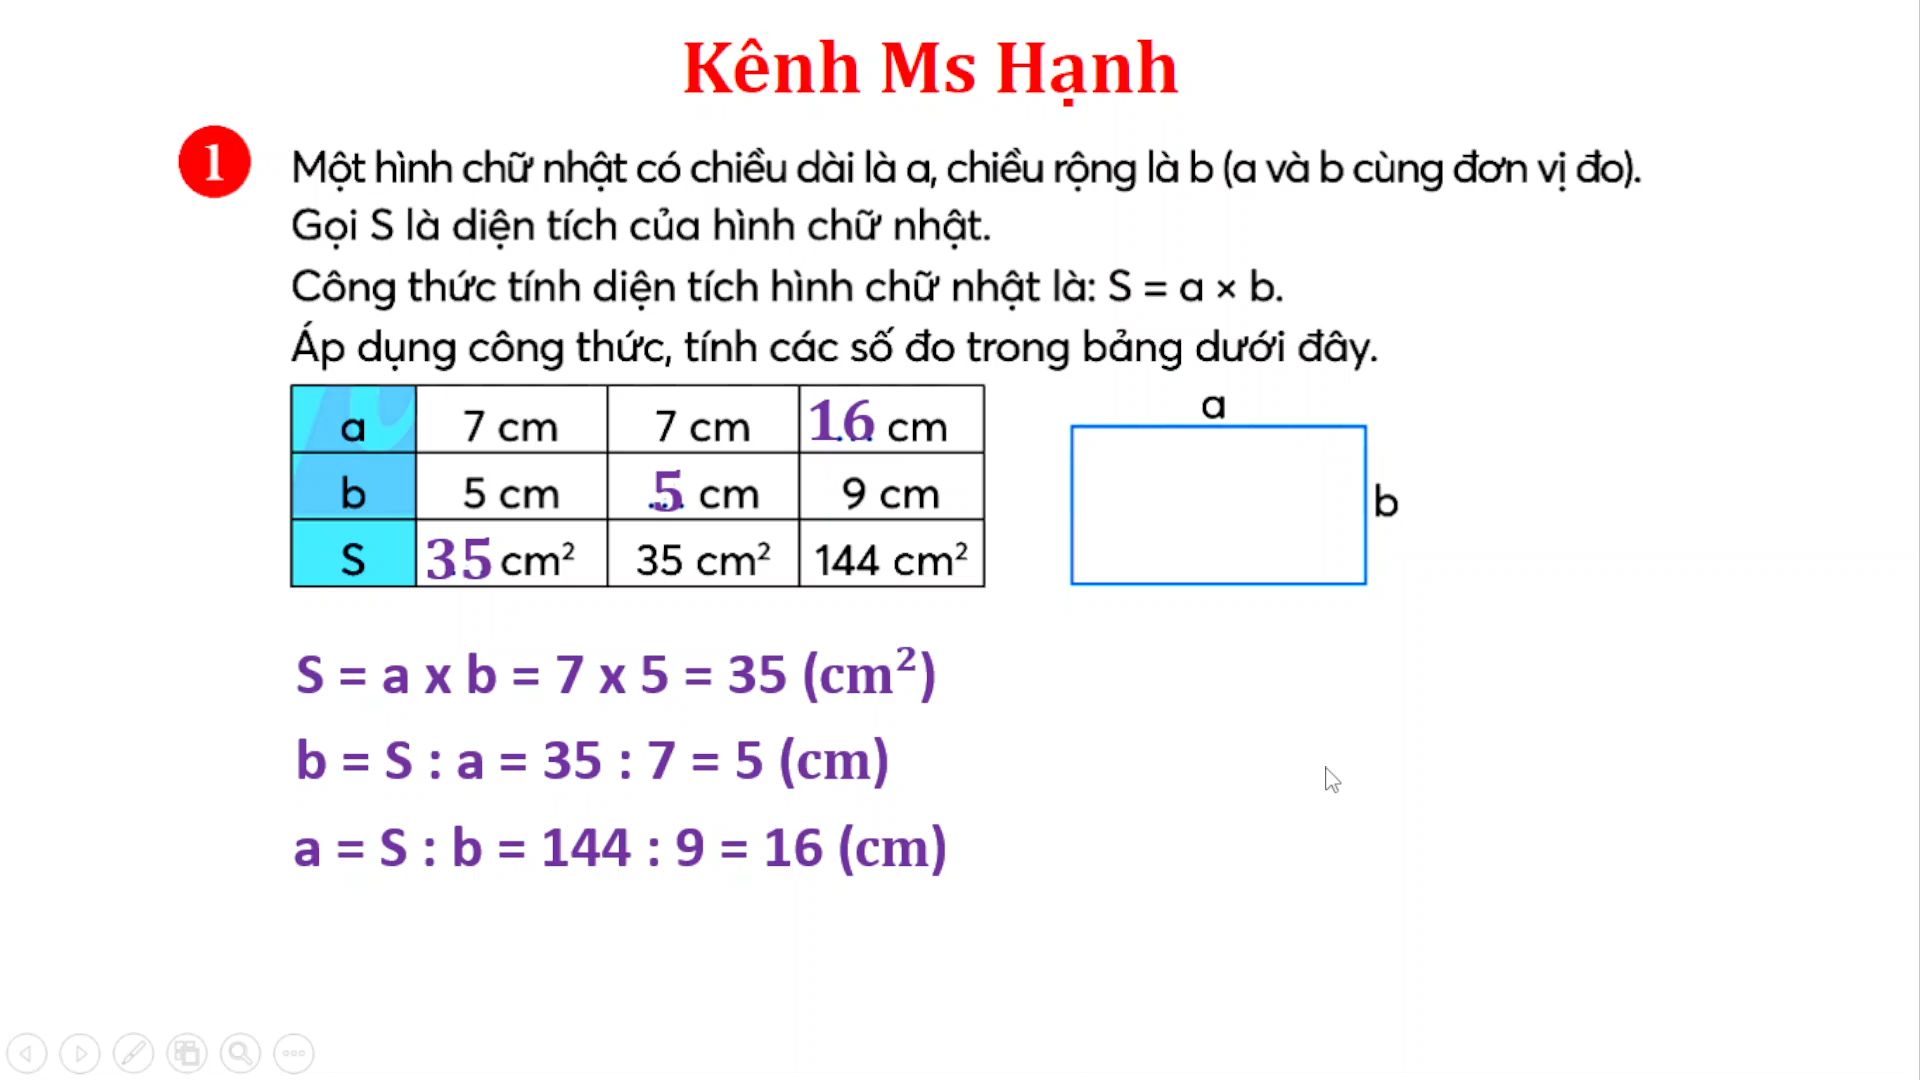 Kênh Ms Hạnh
1 Một hình chữ nhật có chiều dài là a, chiều rộng là b (a và b cùng đơn vị đo).
Gọi S là diện tích của hình chữ nhật.
Công thức tính diện tích hình chữ nhật là: S = a × b.
Áp dụng công thức, tính các số đo trong bảng dưới đây.
a 7 cm 7 cm 16 cm
b 5 cm 5 cm 9 cm
S 35 cm² 35 cm² 144 cm²
a
b
S = a x b = 7 x 5 = 35 (cm²)
b = S : a = 35 : 7 = 5 (cm)
a = S : b = 144 : 9 = 16 (cm)